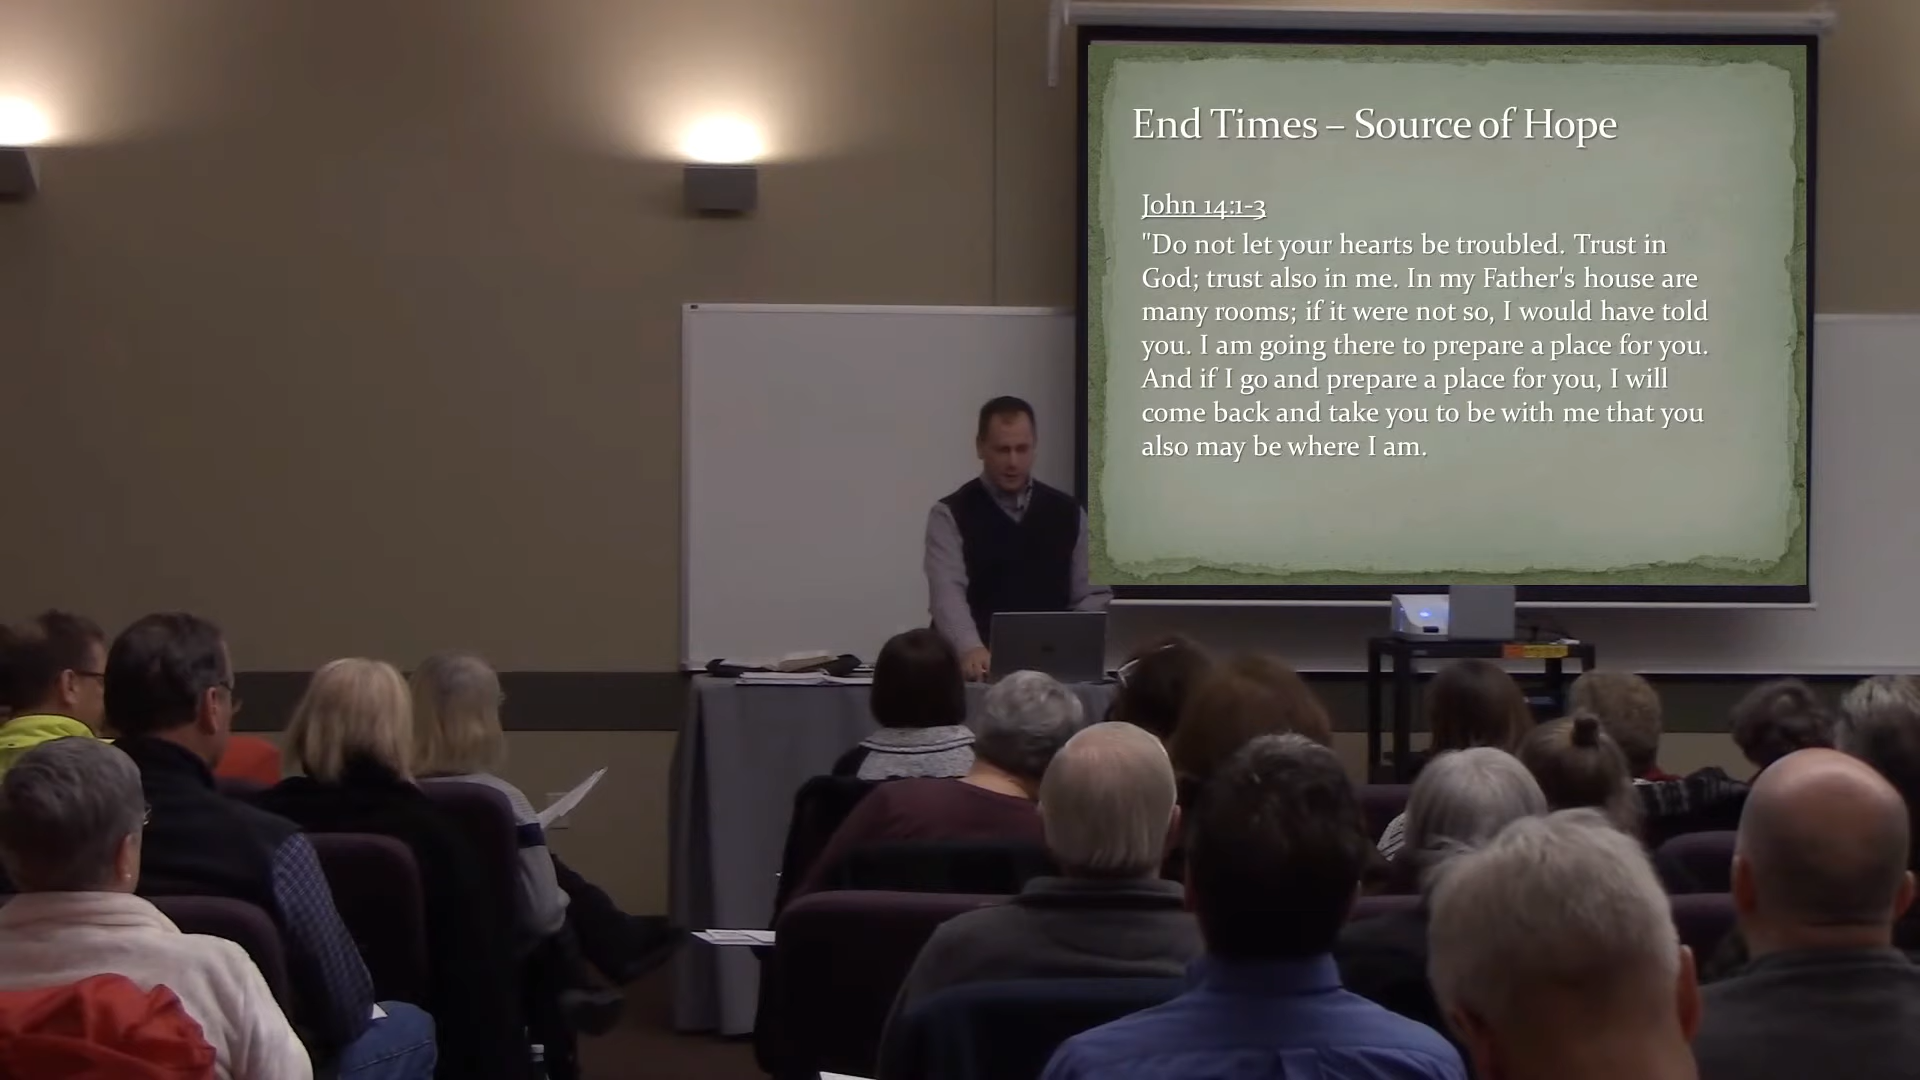 End Times – Source of Hope
John 14:1-3
"Do not let your hearts be troubled. Trust in
God; trust also in me. In my Father's house are
many rooms; if it were not so, I would have told
you. I am going there to prepare a place for you.
And if I go and prepare a place for you, I will
come back and take you to be with me that you
also may be where I am.